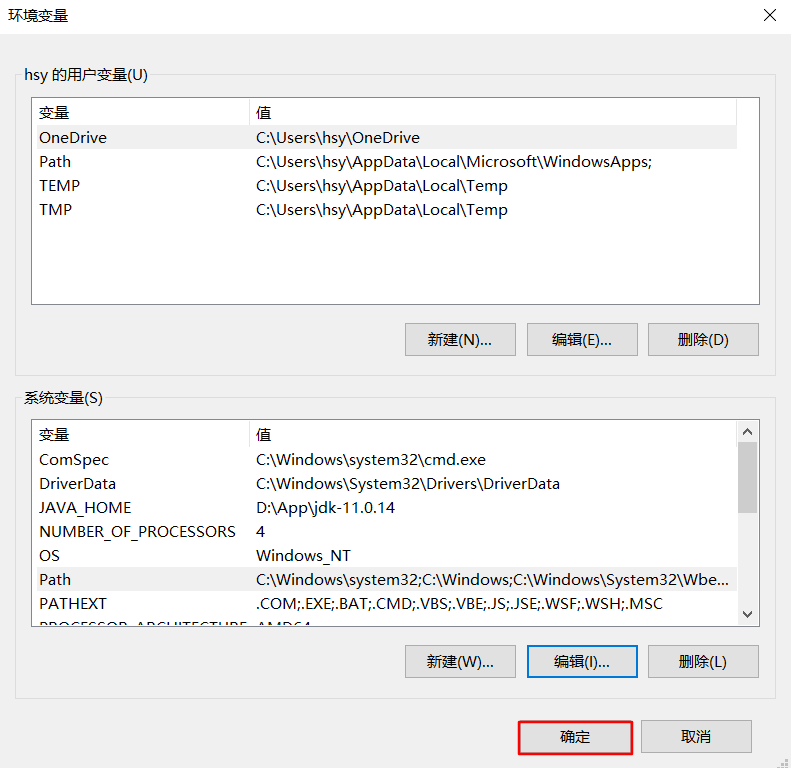 环境变量
hsy 的用户变量(U)
变量 值
OneDrive C:\Users\hsy\OneDrive
Path C:\Users\hsy\AppData\Local\Microsoft\WindowsApps;
TEMP C:\Users\hsy\AppData\Local\Temp
TMP C:\Users\hsy\AppData\Local\Temp
新建(N)... 编辑(E)... 删除(D)
系统变量(S)
变量 值
ComSpec C:\Windows\system32\cmd.exe
DriverData C:\Windows\System32\Drivers\DriverData
JAVA_HOME D:\App\jdk-11.0.14
NUMBER_OF_PROCESSORS 4
OS Windows_NT
Path C:\Windows\system32;C:\Windows;C:\Windows\System32\Wbe...
PATHEXT .COM;.EXE;.BAT;.CMD;.VBS;.VBE;.JS;.JSE;.WSF;.WSH;.MSC
PROCESSOR_ARCHITECTURE AMD64
新建(W)... 编辑(I)... 删除(L)
确定 取消